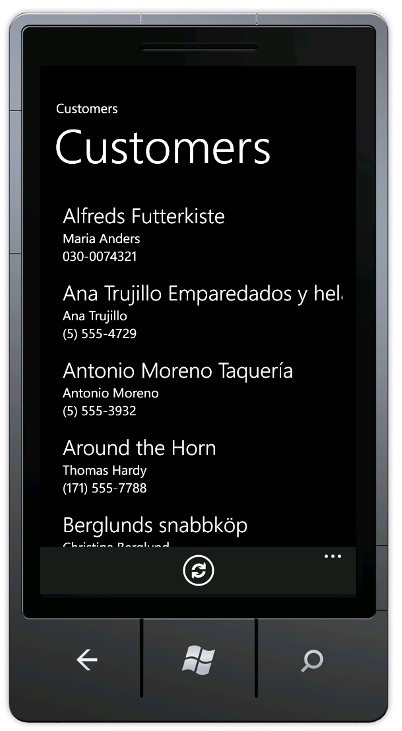 Customers
Customers
Alfreds Futterkiste
Maria Anders
030-0074321
Ana Trujillo Emparedados y hel
Ana Trujillo
(5) 555-4729
Antonio Moreno Taquería
Antonio Moreno
(5) 555-3932
Around the Horn
Thomas Hardy
(171) 555-7788
Berglunds snabbköp
Christina Berglund